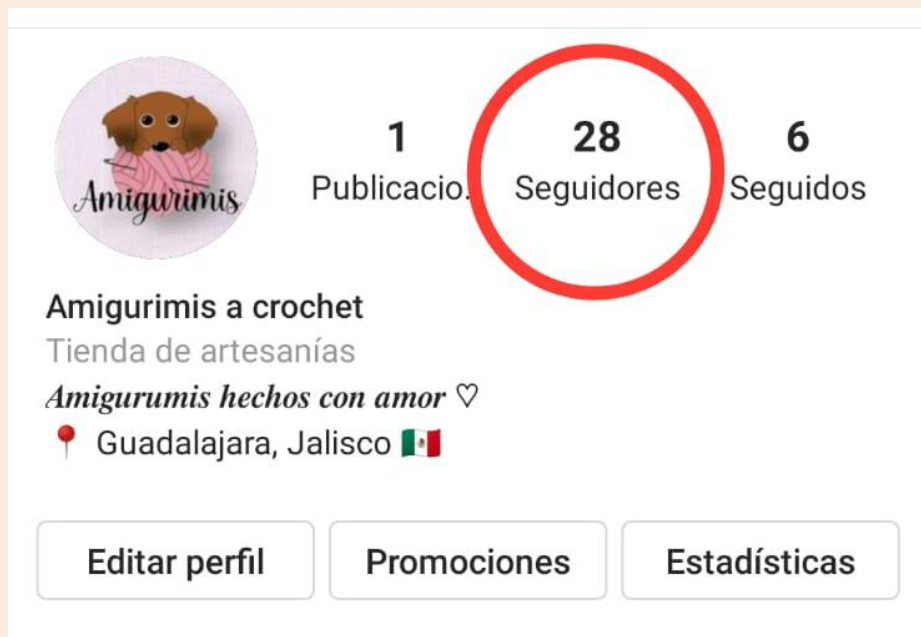 Amigurimis
1 28 6
Publicacio. Seguidores Seguidos
Amigurimis a crochet
Tienda de artesanías
Amigurumis hechos con amor ♡
📍 Guadalajara, Jalisco 🇲🇽
Editar perfil Promociones Estadísticas